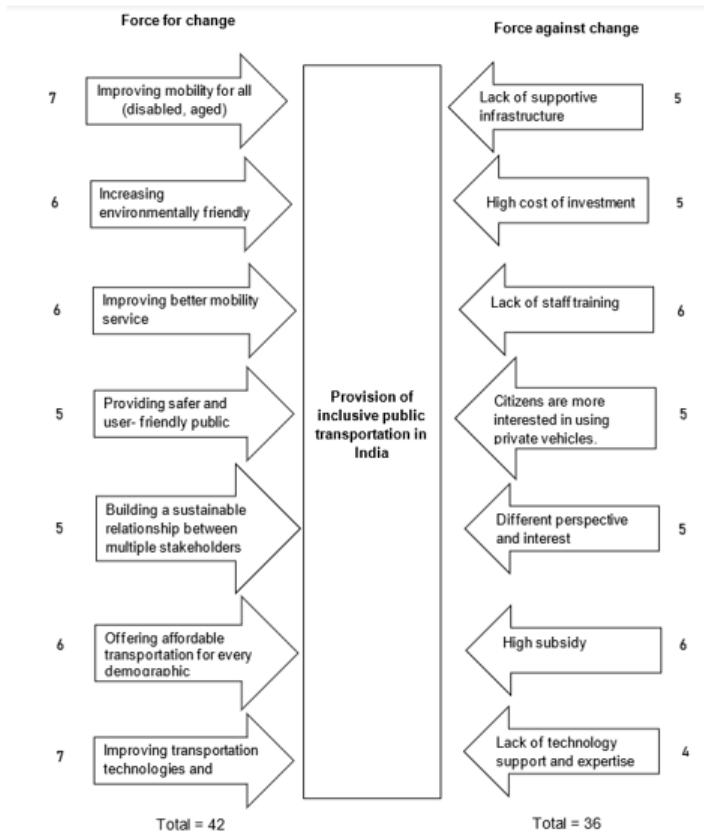 Force for change
7
Improving mobility for all
(disabled, aged)
6
Increasing
environmentally friendly
6
Improving better mobility
service
5
Providing safer and
user- friendly public
5
Building a sustainable
relationship between
multiple stakeholders
6
Offering affordable
transportation for every
demographic
7
Improving transportation
technologies and
Total = 42
Provision of
inclusive public
transportation in
India
Force against change
Lack of supportive
infrastructure
5
High cost of investment
5
Lack of staff training
6
Citizens are more
interested in using
private vehicles.
5
Different perspective
and interest
5
High subsidy
6
Lack of technology
support and expertise
4
Total = 36